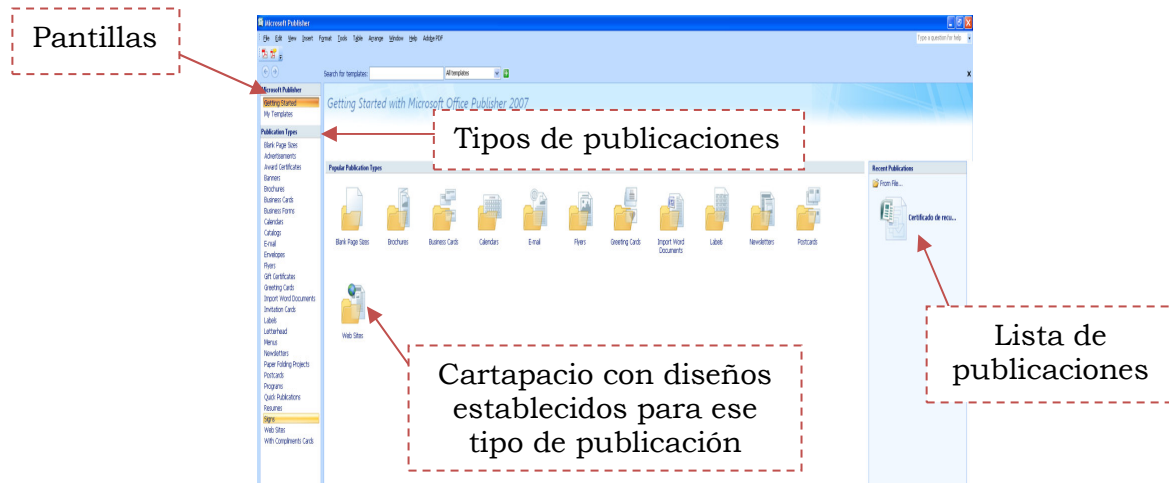 Pantillas
Microsoft Publisher
File Edit View Insert Format Tools Table Arrange Window Help Adobe PDF
Type a question for help
Search for templates: All templates
Microsoft Publisher
Getting Started
My Templates
Getting Started with Microsoft Office Publisher 2007
Tipos de publicaciones
Publication Types
Blank Page Sizes
Advertisements
Award Certificates
Banners
Brochures
Business Cards
Business Forms
Calendars
Catalogs
E-mail
Envelopes
Flyers
Gift Certificates
Greeting Cards
Import Word Documents
Invitation Cards
Labels
Letterhead
Menus
Newsletters
Paper Folding Projects
Postcards
Programs
Quick Publications
Resumes
Signs
Web Sites
With Compliments Cards
Popular Publication Types
Blank Page Sizes
Brochures
Business Cards
Calendars
E-mail
Flyers
Greeting Cards
Import Word
Documents
Labels
Newsletters
Postcards
Web Sites
Recent Publications
From File...
Certificado de recu...
Cartapacio con diseños
establecidos para ese
tipo de publicación
Lista de
publicaciones